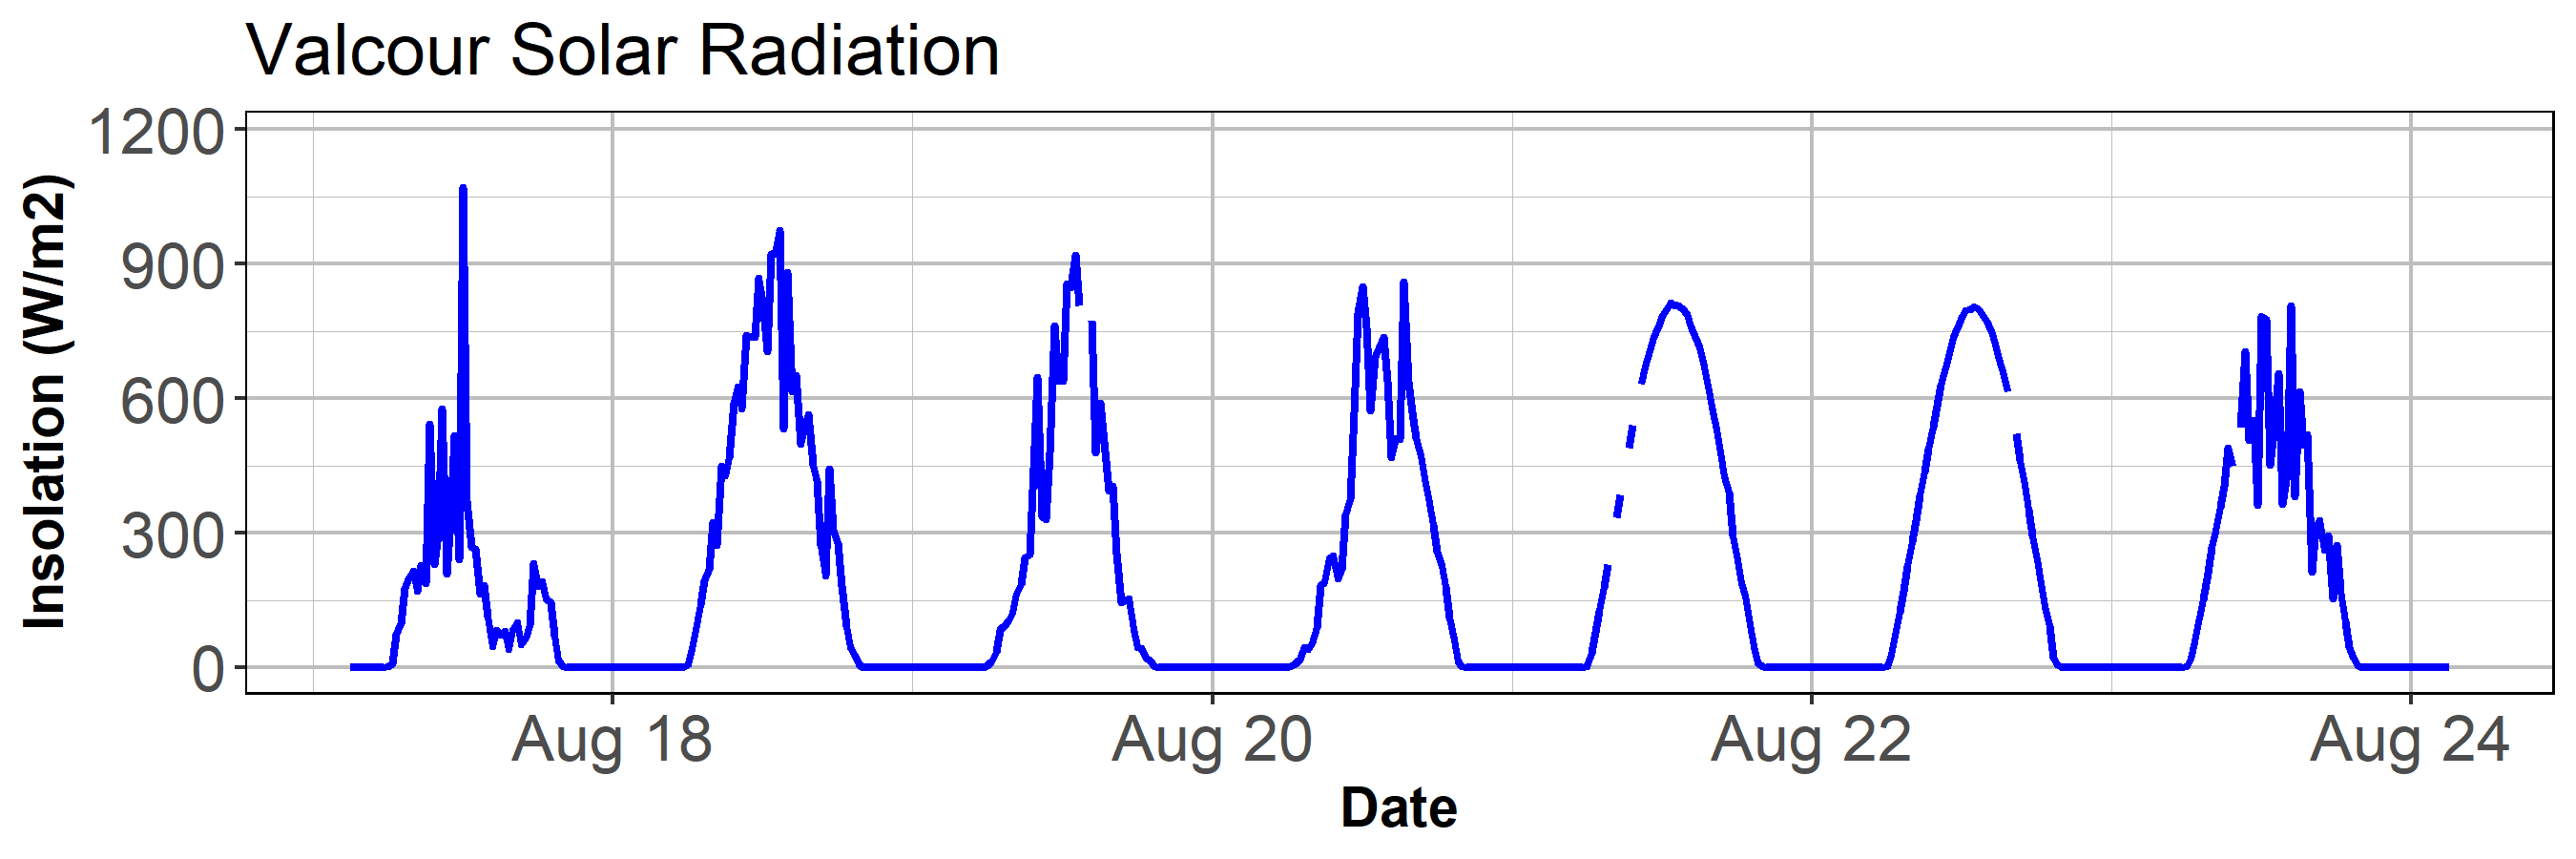 Valcour Solar Radiation
Insolation (W/m2)
1200
900
600
300
0
Aug 18
Aug 20
Aug 22
Aug 24
Date